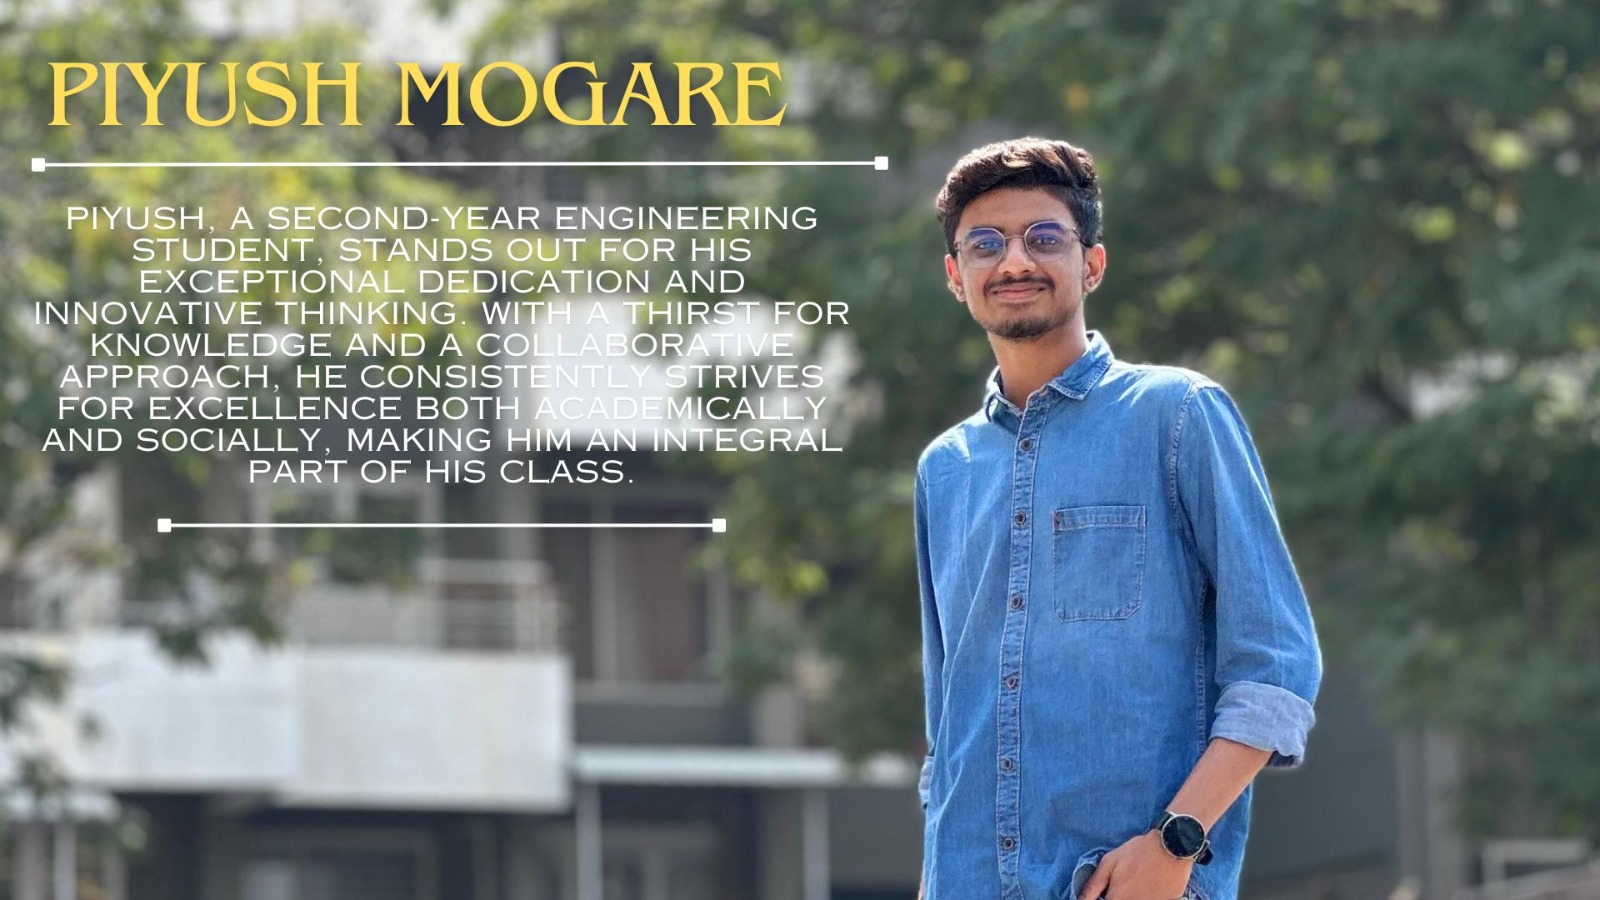 PIYUSH MOGARE
PIYUSH, A SECOND-YEAR ENGINEERING
STUDENT, STANDS OUT FOR HIS
EXCEPTIONAL DEDICATION AND
INNOVATIVE THINKING. WITH A THIRST FOR
KNOWLEDGE AND A COLLABORATIVE
APPROACH, HE CONSISTENTLY STRIVES
FOR EXCELLENCE BOTH ACADEMICALLY
AND SOCIALLY, MAKING HIM AN INTEGRAL
PART OF HIS CLASS.